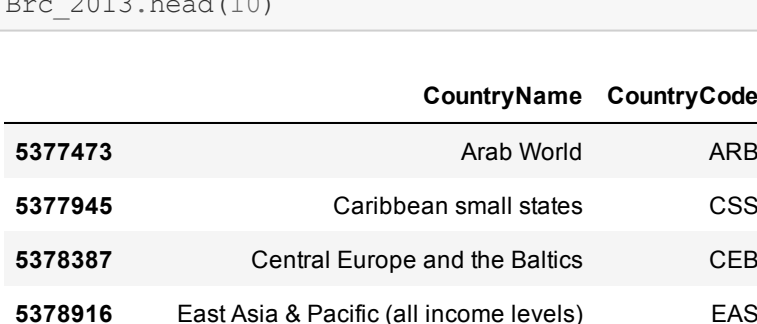 Brc_2013.head(10)
CountryName CountryCode
5377473 Arab World ARB
5377945 Caribbean small states CSS
5378387 Central Europe and the Baltics CEB
5378916 East Asia & Pacific (all income levels) EAS